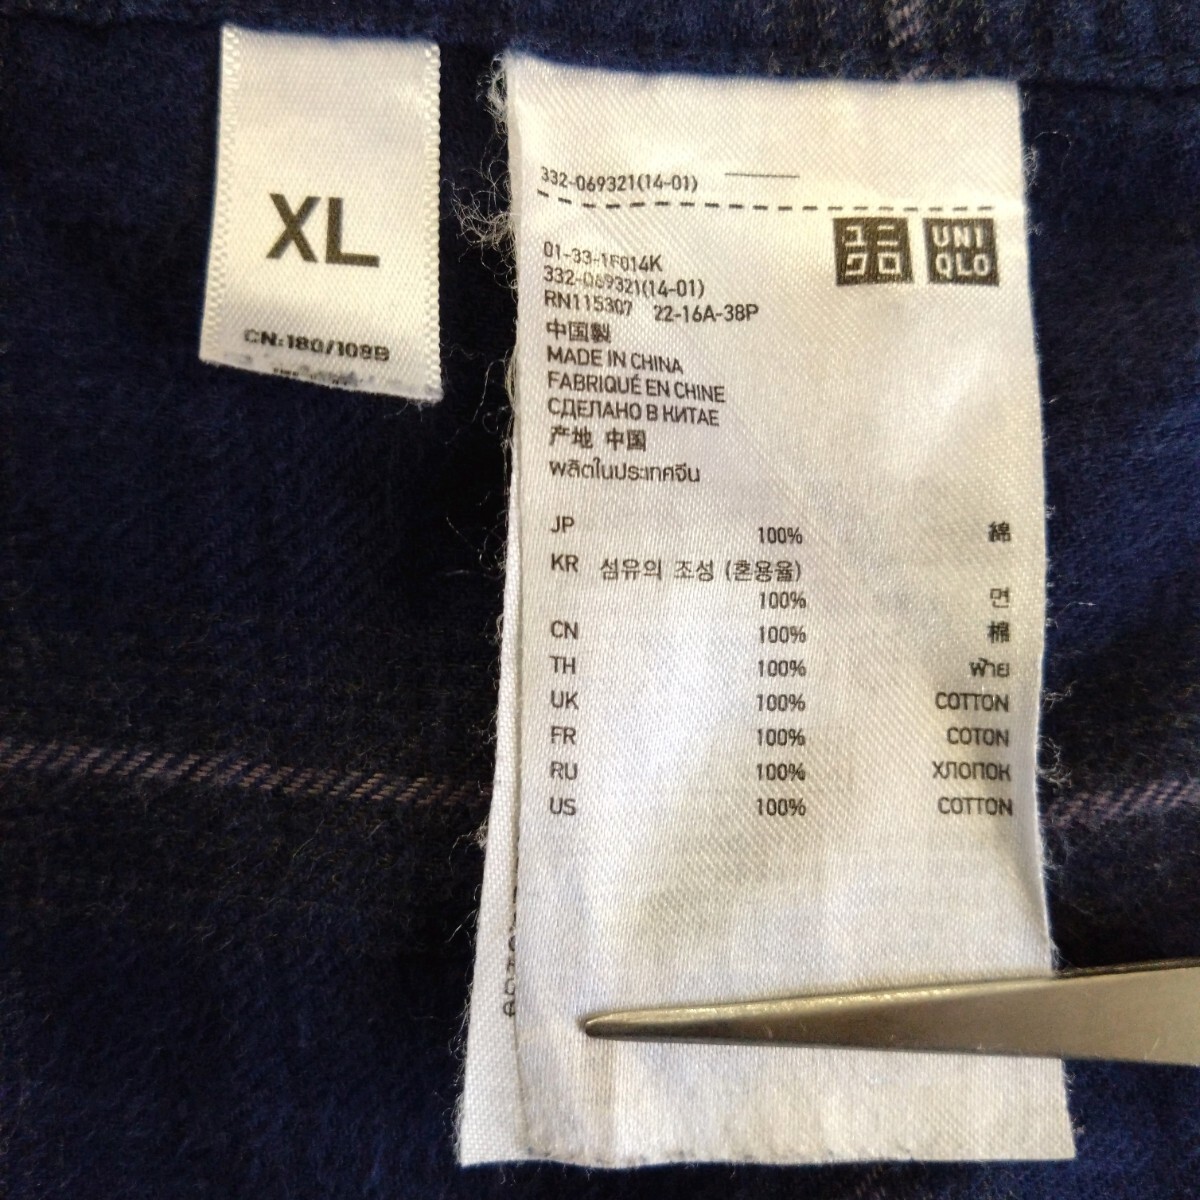 XL
CN:180/108B
332-069321(14-01)
ユニ
クロ
UNI
QLO
01-33-1F014K
332-069321(14-01)
RN115307 22-16A-38P
中国製
MADE IN CHINA
FABRIQUÉ EN CHINE
СДЕЛАНО В КИТАЕ
产地 中国
ผลิตในประเทศจีน
JP 100% 綿
KR 섬유의 조성 (혼용율)
100% 면
CN 100% 棉
TH 100% ฝ้าย
UK 100% COTTON
FR 100% COTON
RU 100% ХЛОПОК
US 100% COTTON